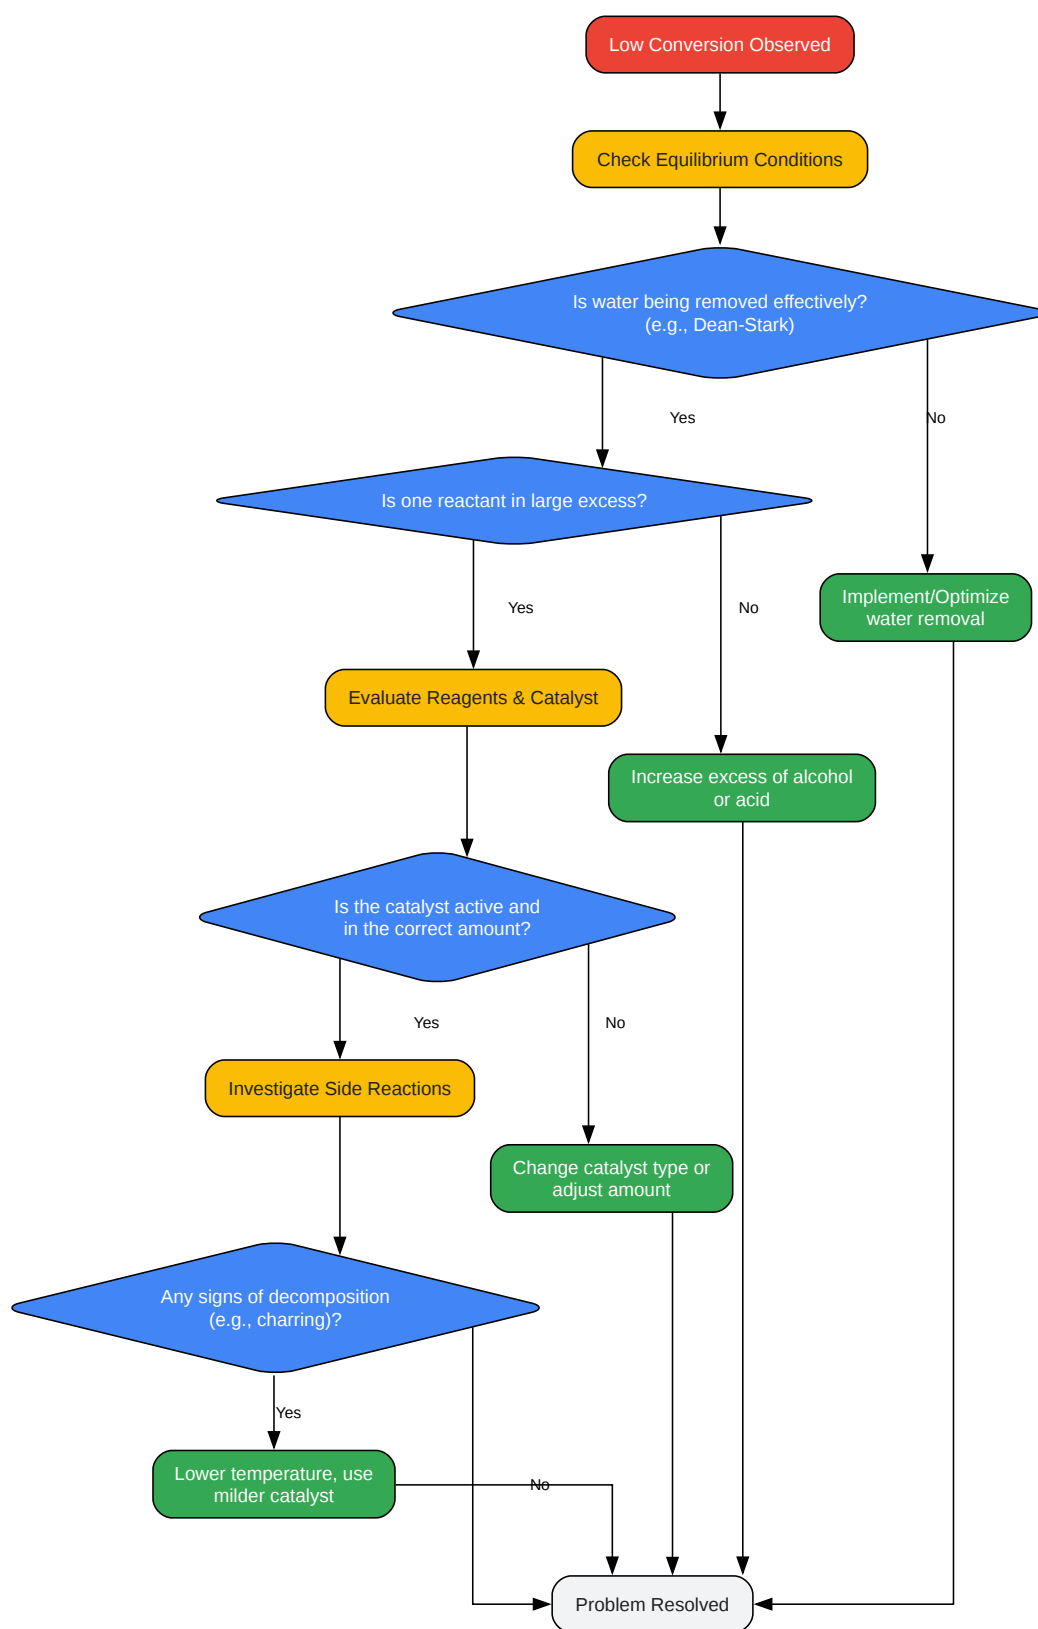 Low Conversion Observed
Check Equilibrium Conditions
Is water being removed effectively?
(e.g., Dean-Stark)
Yes
No
Is one reactant in large excess?
Yes
No
Implement/Optimize
water removal
Evaluate Reagents & Catalyst
Increase excess of alcohol
or acid
Is the catalyst active and
in the correct amount?
Yes
No
Investigate Side Reactions
Change catalyst type or
adjust amount
Any signs of decomposition
(e.g., charring)?
Yes
Lower temperature, use
milder catalyst
No
Problem Resolved